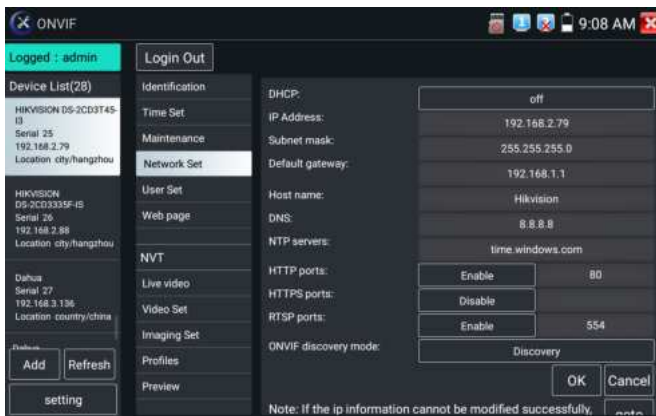 ONVIF
1
9:08 AM
Logged : admin
Login Out
Device List(28)
HIKVISION DS-2CD3T45-
I3
Serial 25
192.168.2.79
Location city/hangzhou
HIKVISION
DS-2CD3335F-IS
Serial 26
192.168.2.88
Location city/hangzhou
Dahua
Serial 27
192.168.3.136
Location country/china
Dahua
Add
Refresh
setting
Identification
Time Set
Maintenance
Network Set
User Set
Web page
NVT
Live video
Video Set
Imaging Set
Profiles
Preview
DHCP:
off
IP Address:
192.168.2.79
Subnet mask:
255.255.255.0
Default gateway:
192.168.1.1
Host name:
Hikvision
DNS:
8.8.8.8
NTP servers:
time.windows.com
HTTP ports:
Enable
80
HTTPS ports:
Disable
RTSP ports:
Enable
554
ONVIF discovery mode:
Discovery
OK
Cancel
Note: If the ip information cannot be modified successfully,
note